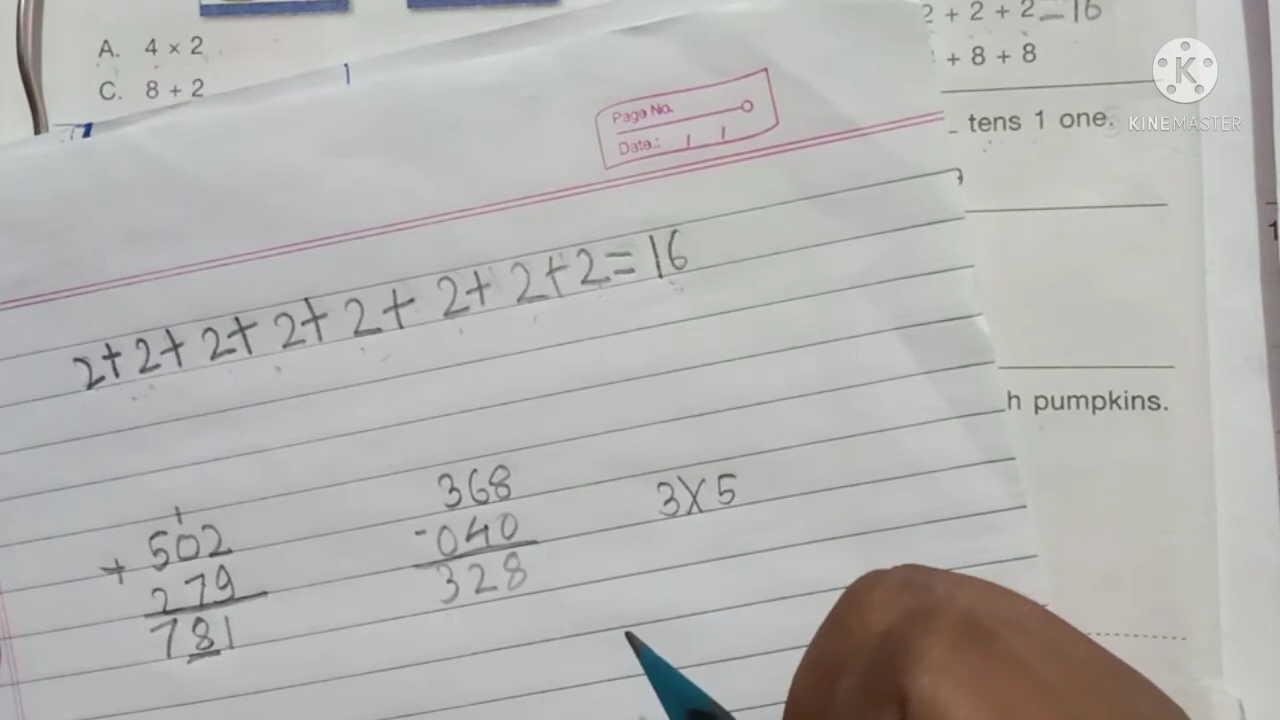 A. 4 × 2
C. 8 + 2
2 + 2 + 2 = 16
+ 8 + 8
tens 1 one.
KINEMASTER
K
Page No.
Date.: / /
2+2+2+2+2+2+2+2=16
h pumpkins.
1
+ 502
279
781
368
- 040
328
3X5